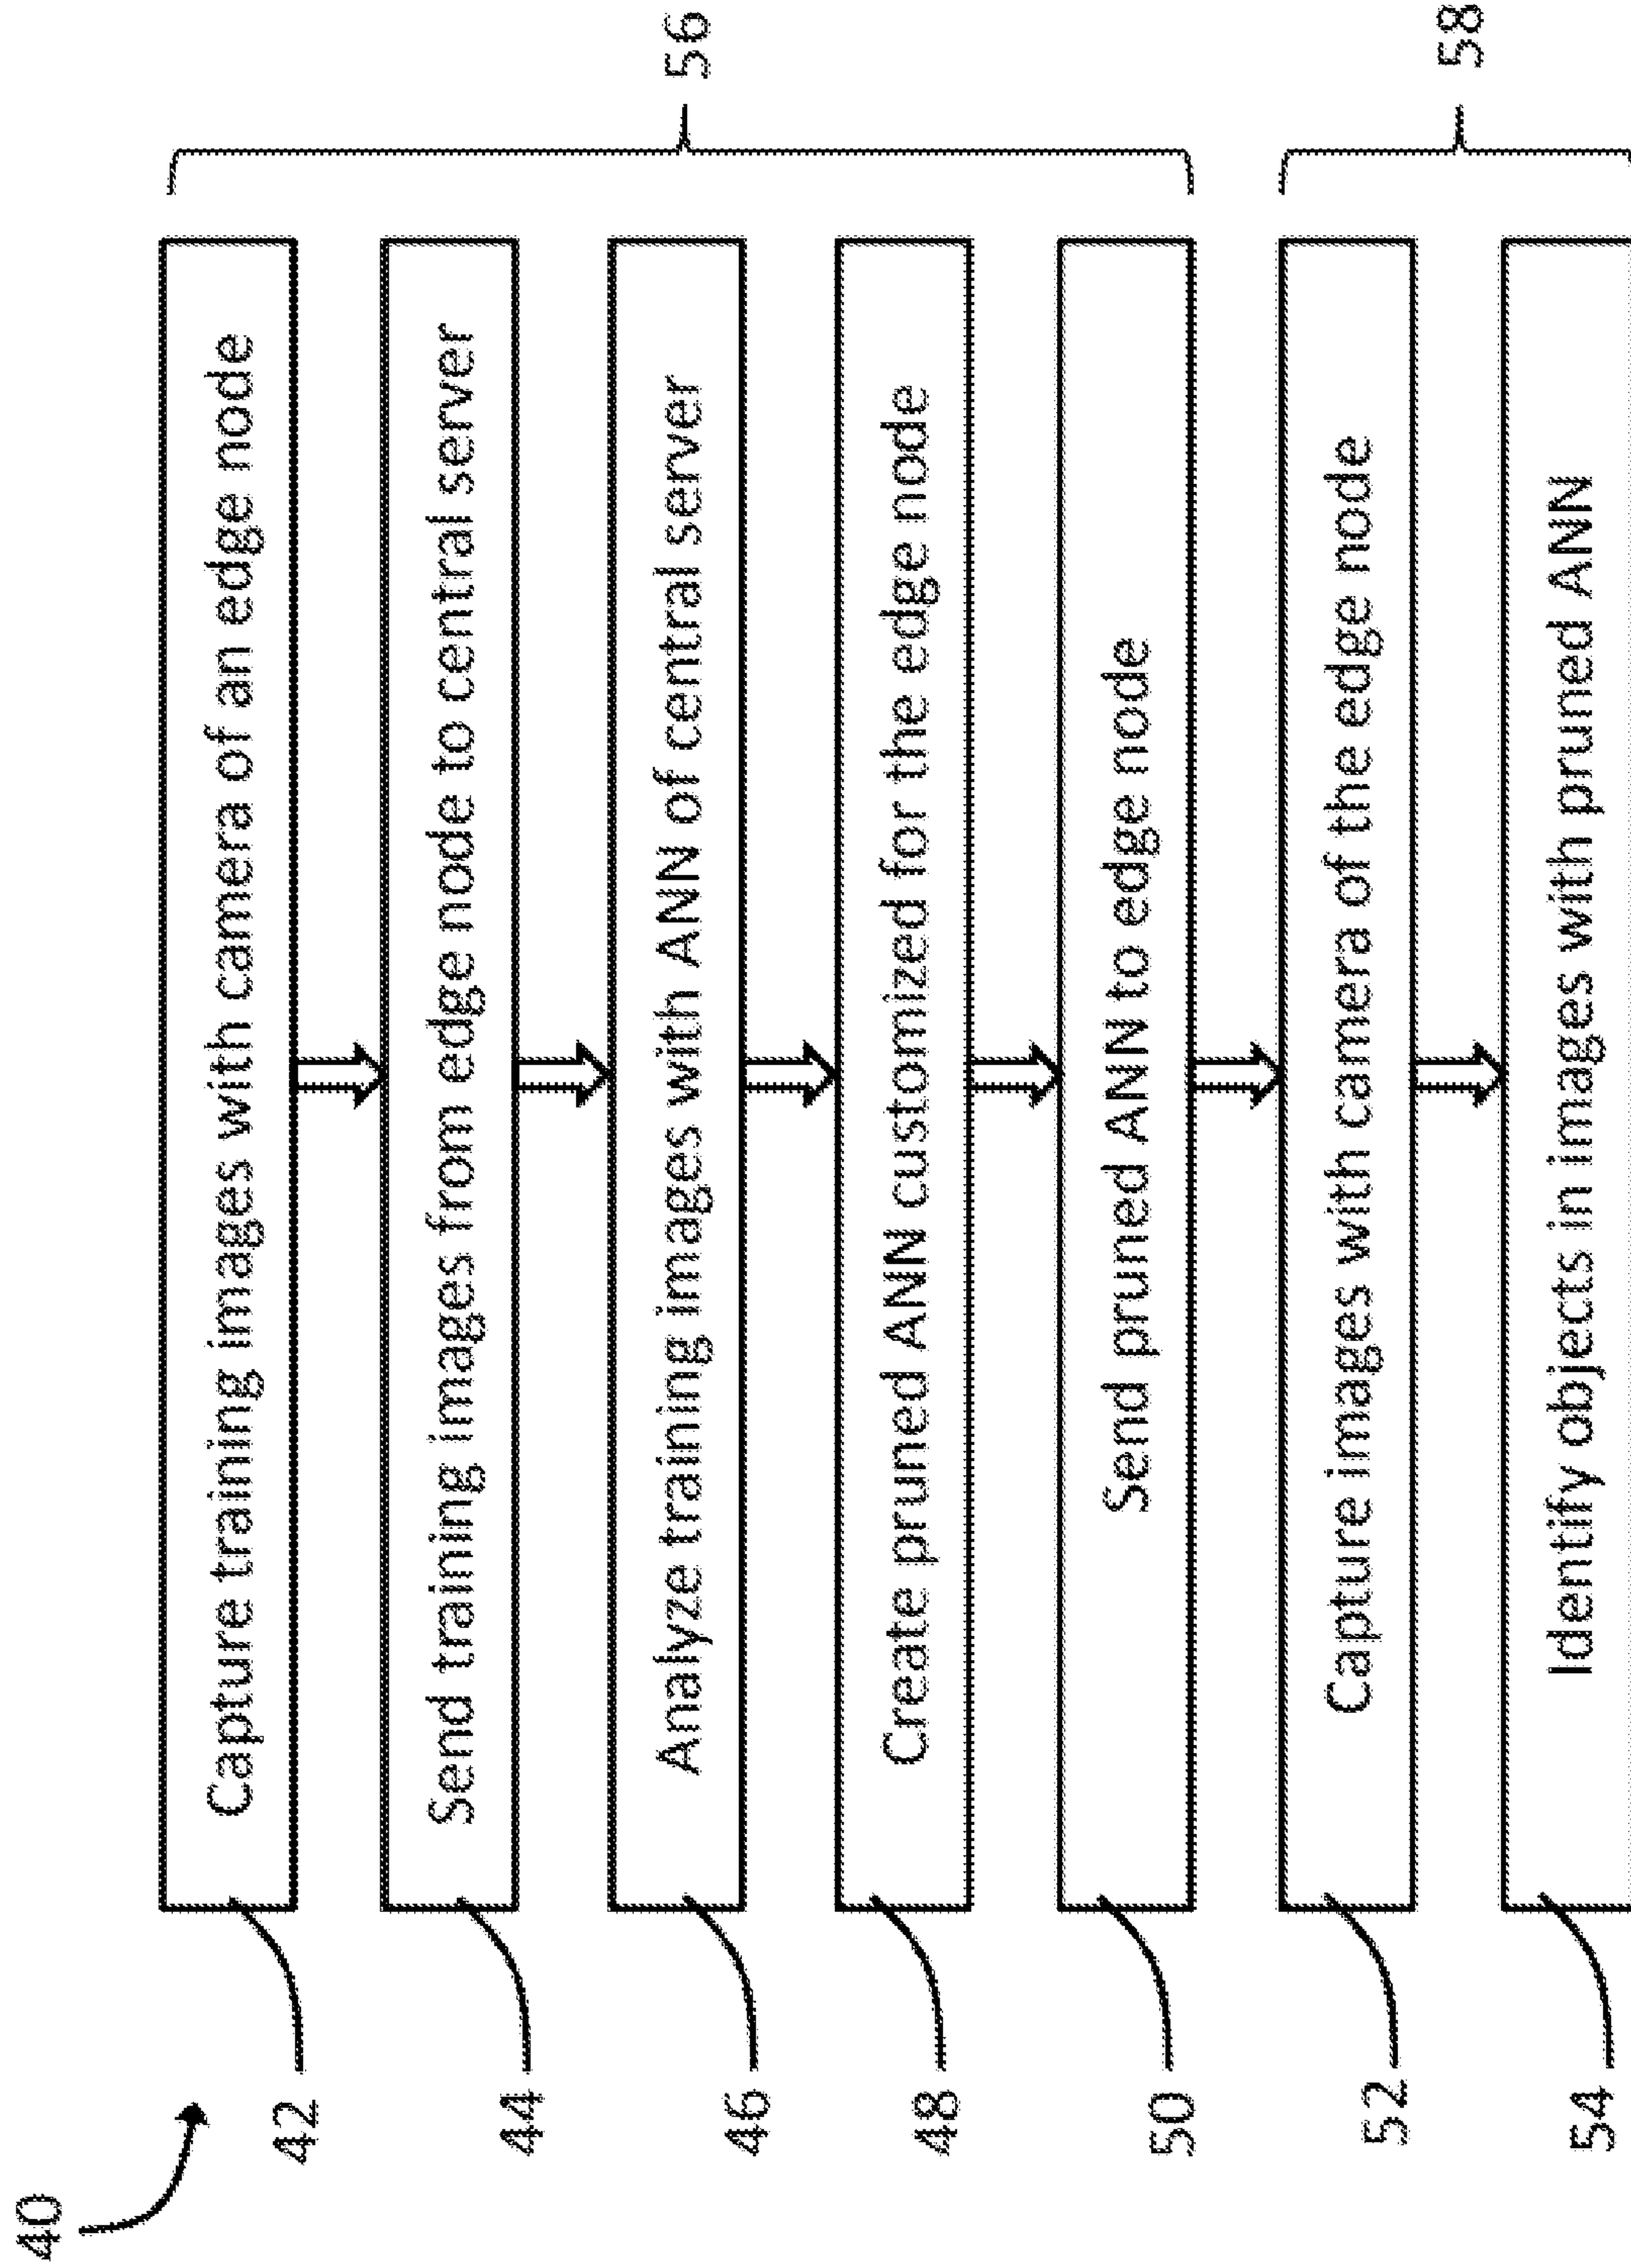 40
42
Capture training images with camera of an edge node
44
Send training images from edge node to central server
46
Analyze training images with ANN of central server
48
Create pruned ANN customized for the edge node
50
Send pruned ANN to edge node
56
52
Capture images with camera of the edge node
54
Identify objects in images with pruned ANN
58